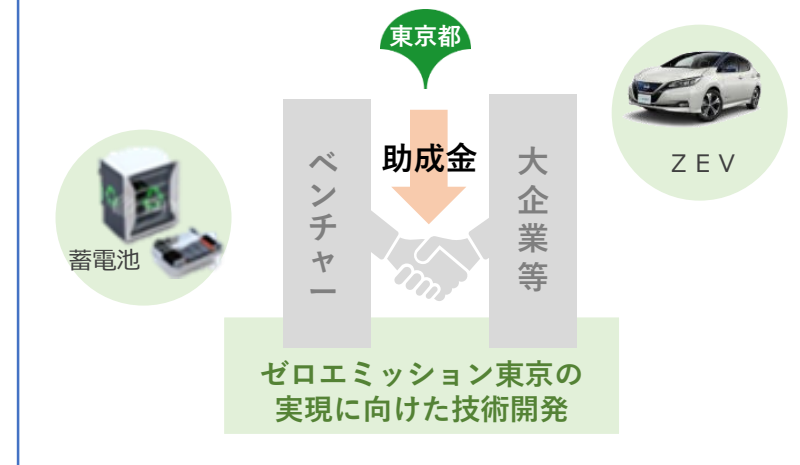 東京都
助成金
ベンチャー
大企業等
ＺＥＶ
蓄電池
ゼロエミッション東京の
実現に向けた技術開発